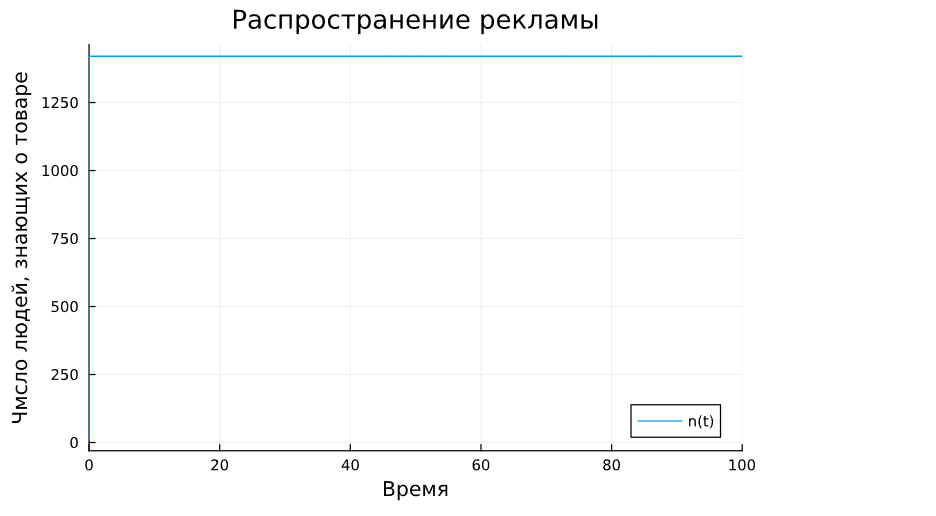 Распространение рекламы
Чмсло людей, знающих о товаре
1250
1000
750
500
250
0
n(t)
0 20 40 60 80 100
Время